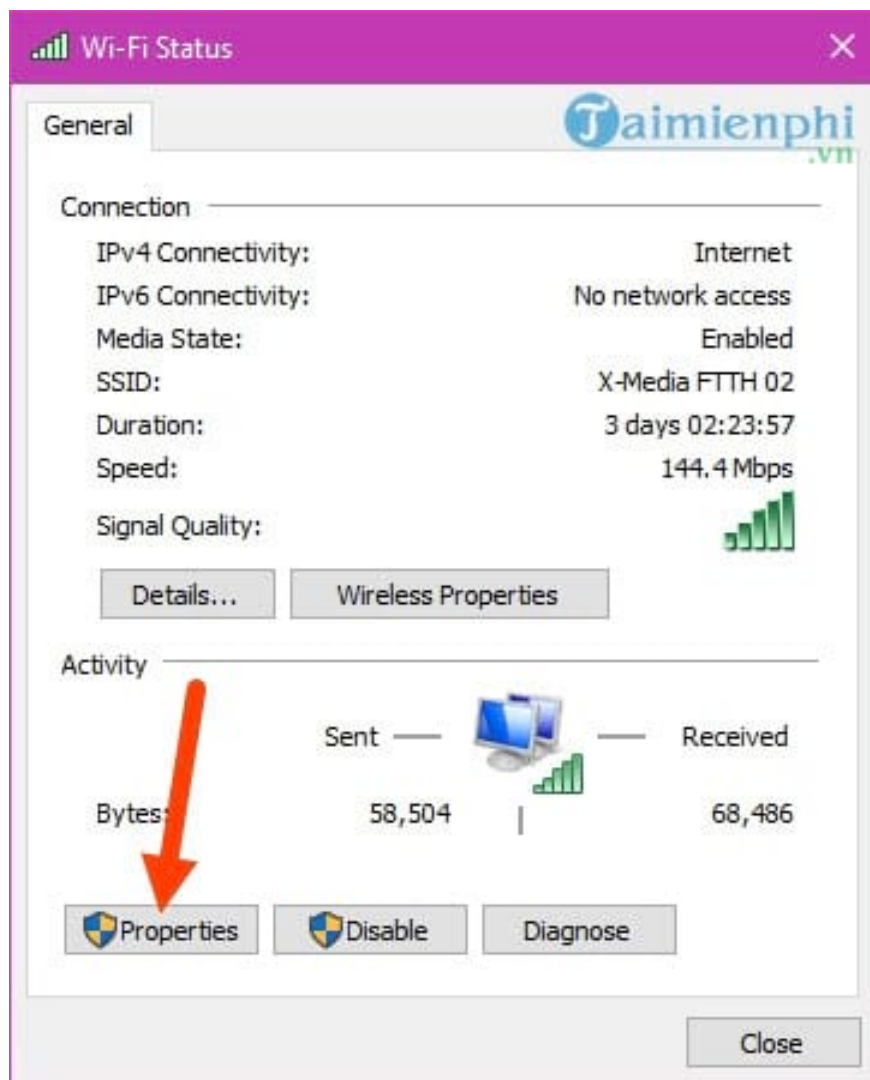 Wi-Fi Status
General
Taimienphi
.vn
Connection
IPv4 Connectivity: Internet
IPv6 Connectivity: No network access
Media State: Enabled
SSID: X-Media FTTH 02
Duration: 3 days 02:23:57
Speed: 144.4 Mbps
Signal Quality:
Details... Wireless Properties
Activity
Sent Received
Bytes: 58,504 68,486
Properties Disable Diagnose
Close